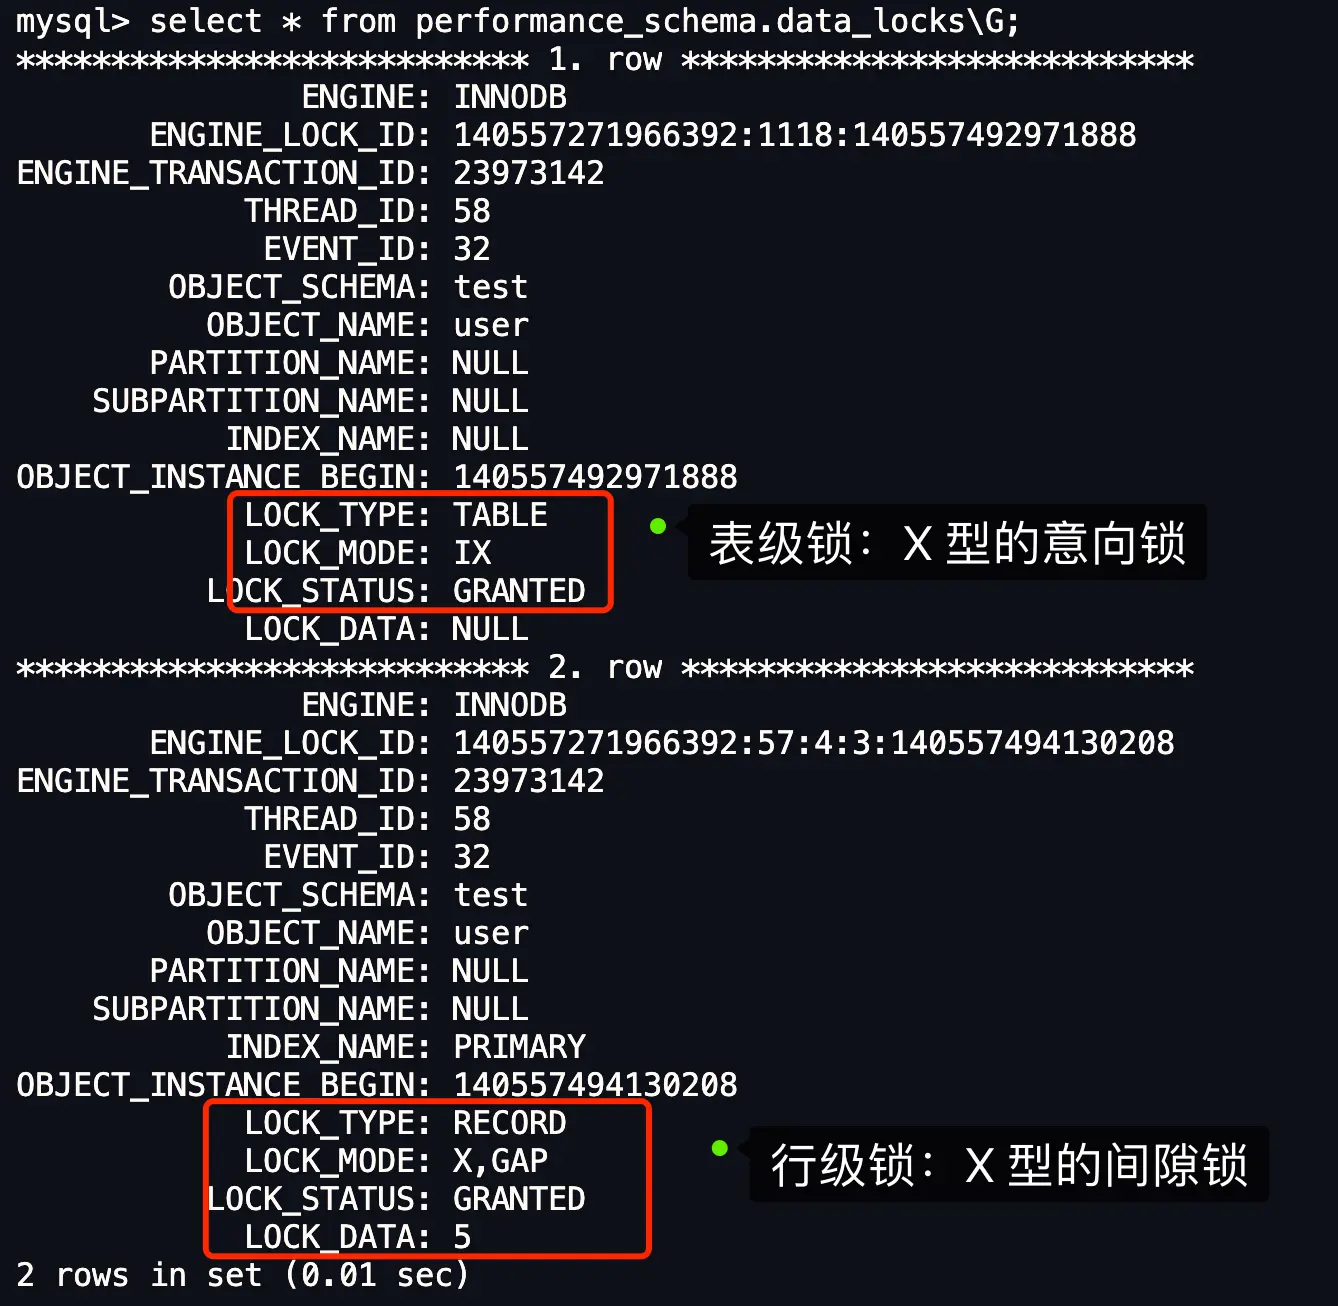 mysql> select * from performance_schema.data_locks\G;
*************************** 1. row ***************************
ENGINE: INNODB
ENGINE_LOCK_ID: 140557271966392:1118:140557492971888
ENGINE_TRANSACTION_ID: 23973142
THREAD_ID: 58
EVENT_ID: 32
OBJECT_SCHEMA: test
OBJECT_NAME: user
PARTITION_NAME: NULL
SUBPARTITION_NAME: NULL
INDEX_NAME: NULL
OBJECT_INSTANCE_BEGIN: 140557492971888
LOCK_TYPE: TABLE
表级锁：X 型的意向锁
LOCK_MODE: IX
LOCK_STATUS: GRANTED
LOCK_DATA: NULL
*************************** 2. row ***************************
ENGINE: INNODB
ENGINE_LOCK_ID: 140557271966392:57:4:3:140557494130208
ENGINE_TRANSACTION_ID: 23973142
THREAD_ID: 58
EVENT_ID: 32
OBJECT_SCHEMA: test
OBJECT_NAME: user
PARTITION_NAME: NULL
SUBPARTITION_NAME: NULL
INDEX_NAME: PRIMARY
OBJECT_INSTANCE_BEGIN: 140557494130208
LOCK_TYPE: RECORD
LOCK_MODE: X,GAP
行级锁：X 型的间隙锁
LOCK_STATUS: GRANTED
LOCK_DATA: 5
2 rows in set (0.01 sec)